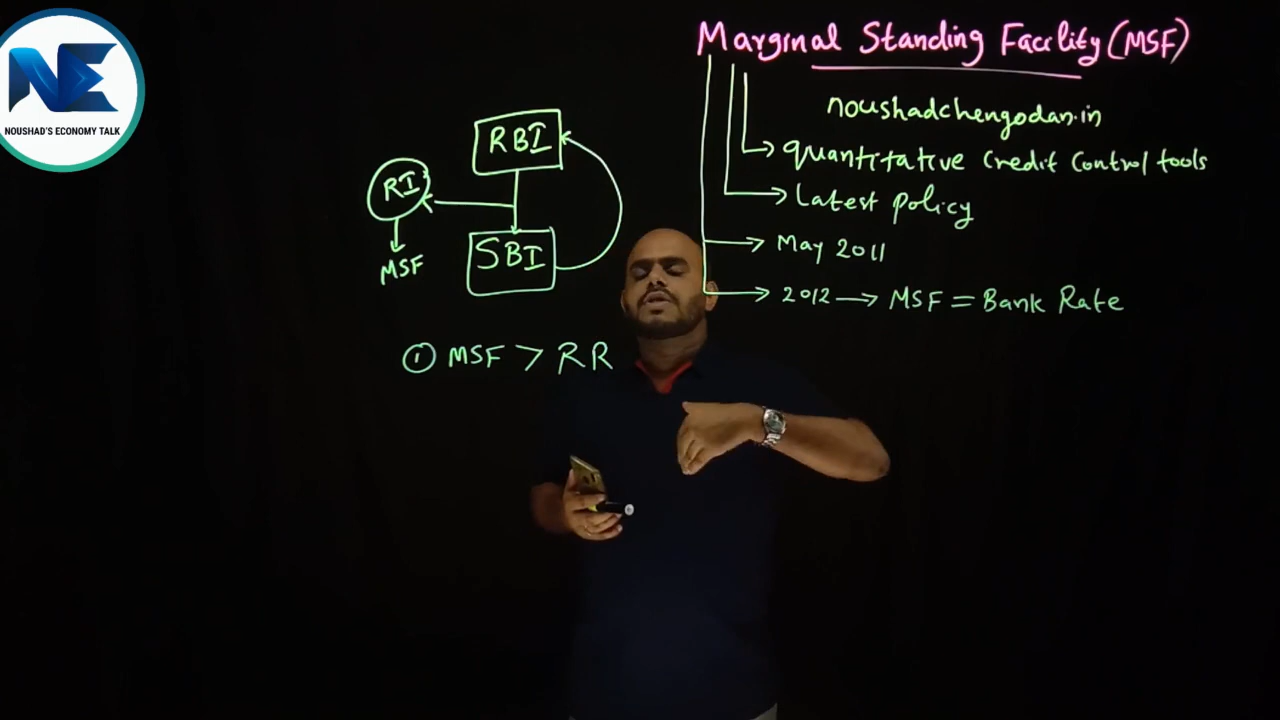 Marginal Standing Facility (MSF)
noushadchengodan.in
quantitative credit control tools
Latest policy
May 2011
2012 → MSF = Bank Rate
RBI
RI
SBI
MSF
① MSF > RR
NE
NOUSHAD'S ECONOMY TALK